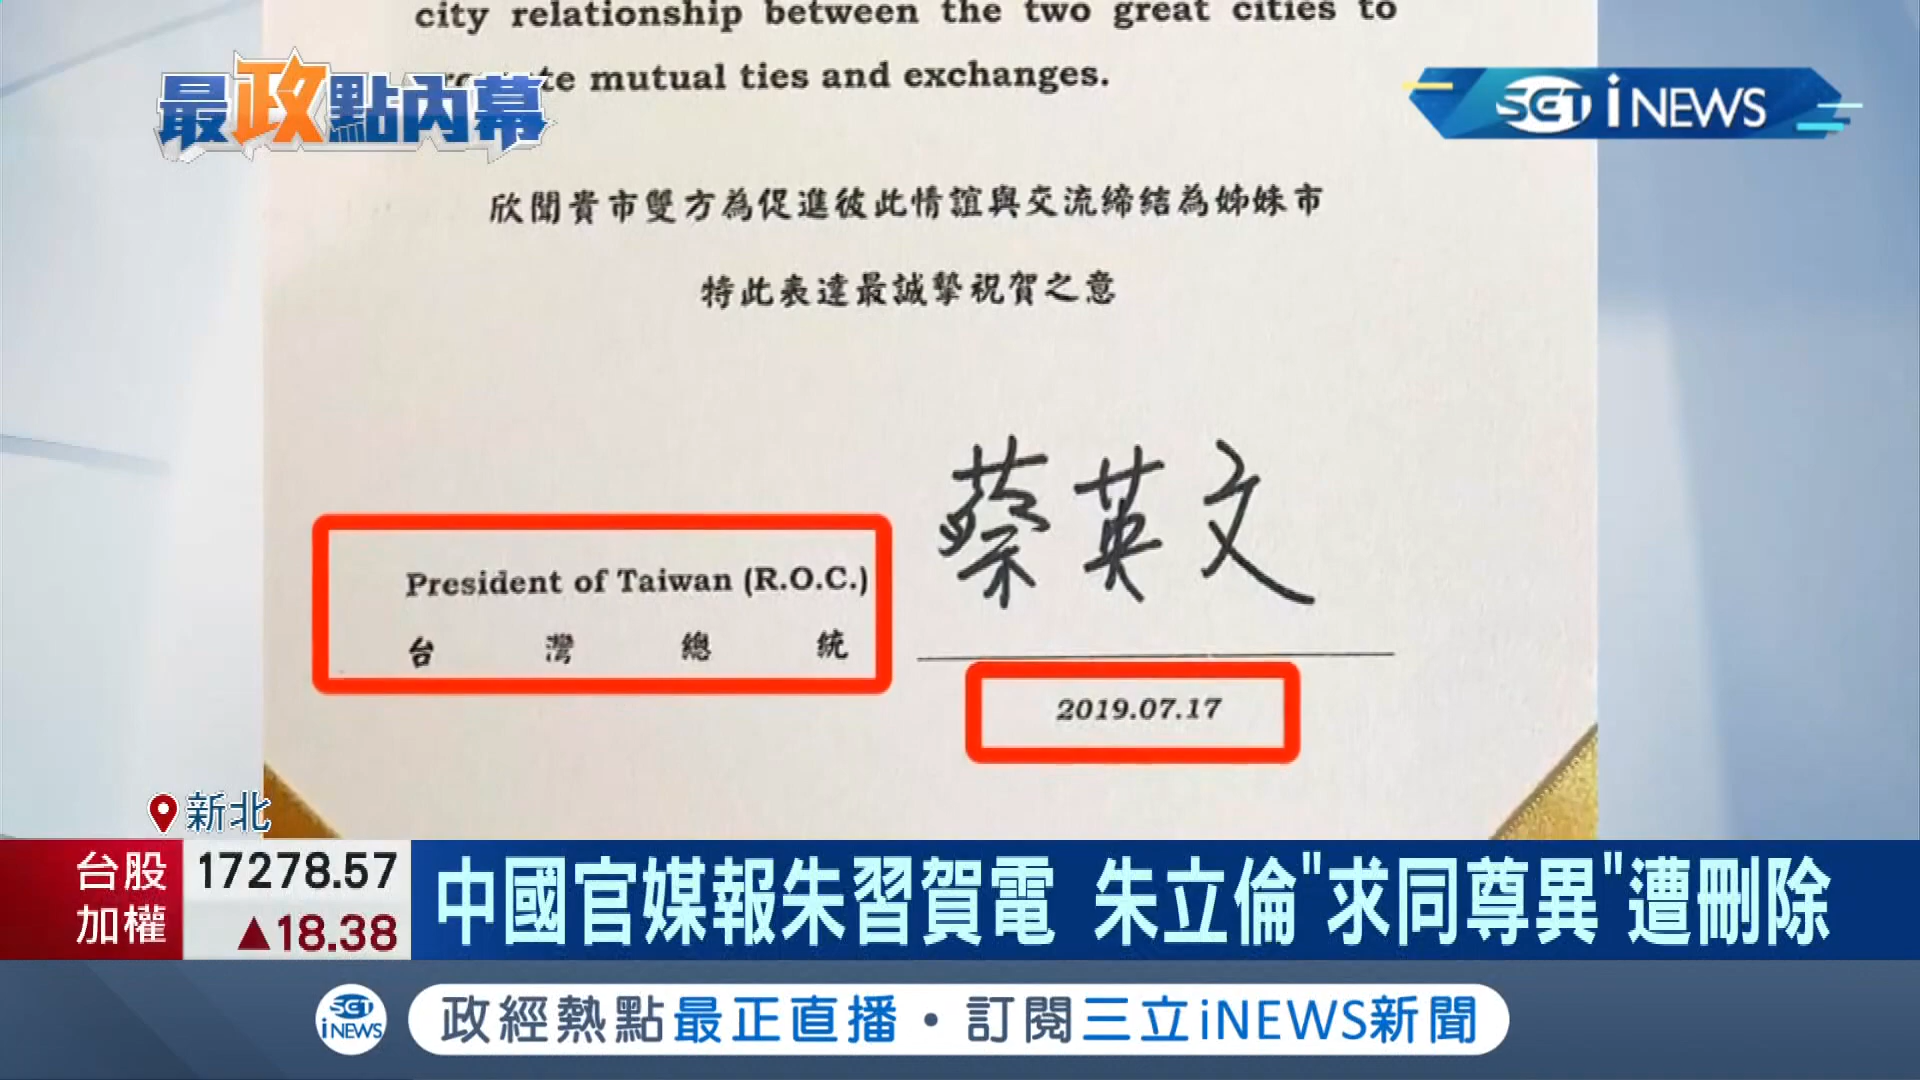 city relationship between the two great cities to
mutual ties and exchanges.
最政點內幕
SET iNEWS
欣聞貴市雙方為促進彼此情誼與交流締結為姊妹市
特此表達最誠摯祝賀之意
蔡英文
President of Taiwan (R.O.C.)
台灣總統
2019.07.17
新北
台股
加權
17278.57
▲18.38
中國官媒報朱習賀電 朱立倫"求同尊異"遭刪除
SET
iNEWS
政經熱點最正直播・訂閱三立iNEWS新聞